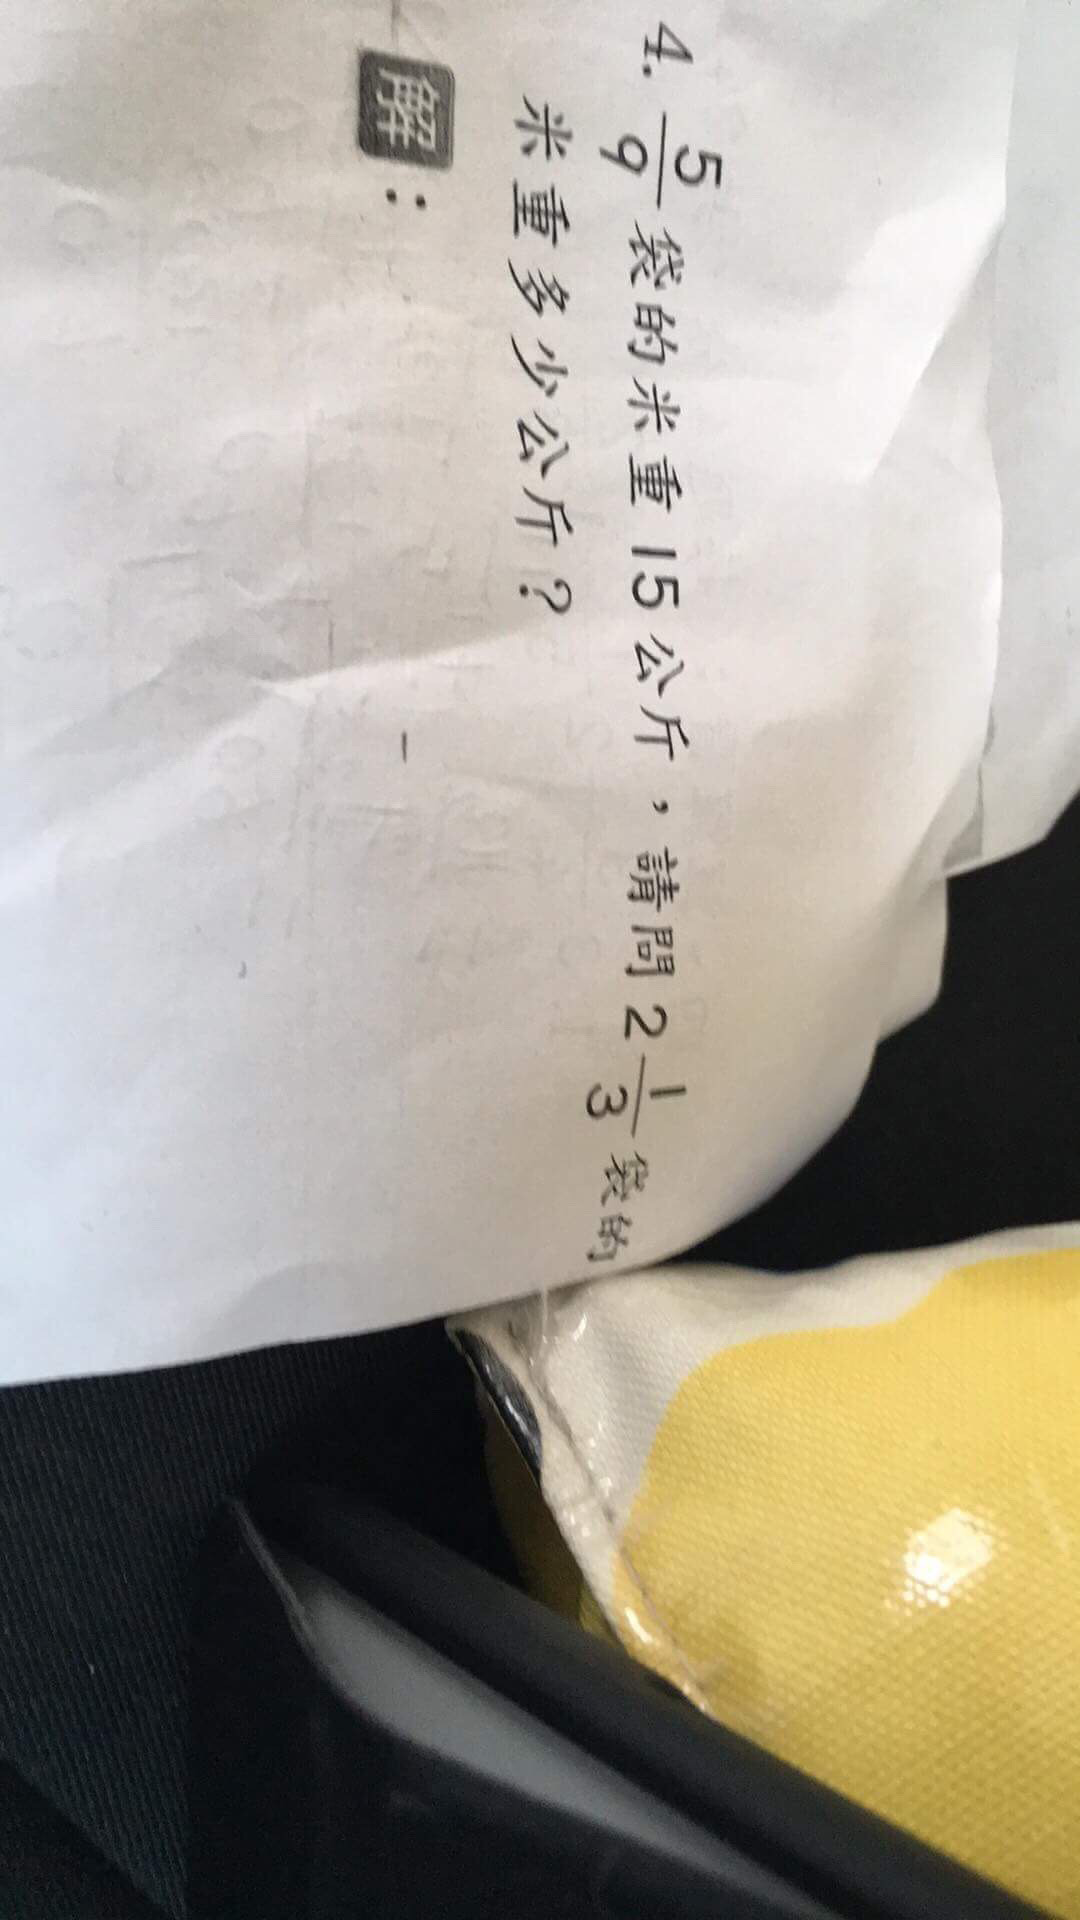 4. 5/9 袋的米重 15 公斤，請問 2 1/3 袋的
米重多少公斤？
解：